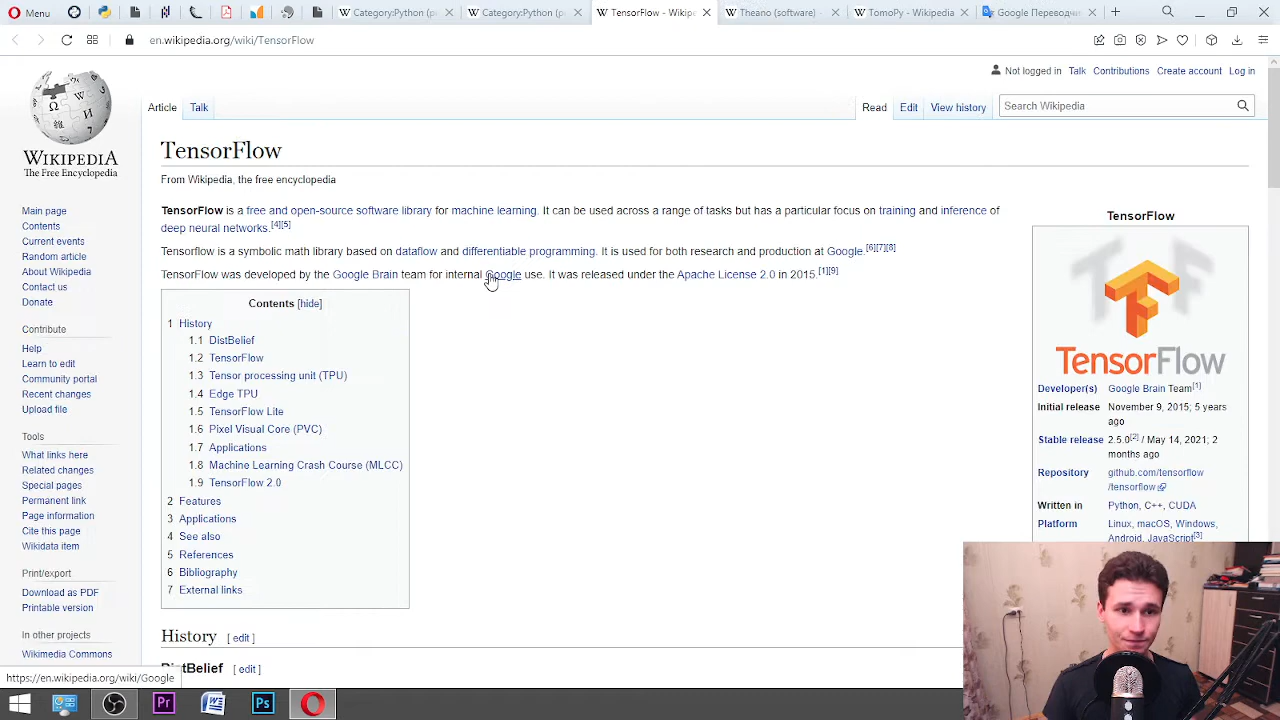 Menu
Category:Python (p
Category:Python (p
TensorFlow - Wikipe
Theano (software)
TomoPy - Wikipedia
Google Переводч
en.wikipedia.org/wiki/TensorFlow
Not logged in Talk Contributions Create account Log in
Article Talk
Read Edit View history
Search Wikipedia
WIKIPEDIA
The Free Encyclopedia
Main page
Contents
Current events
Random article
About Wikipedia
Contact us
Donate
Contribute
Help
Learn to edit
Community portal
Recent changes
Upload file
Tools
What links here
Related changes
Special pages
Permanent link
Page information
Cite this page
Wikidata item
Print/export
Download as PDF
Printable version
In other projects
Wikimedia Commons
TensorFlow
From Wikipedia, the free encyclopedia
TensorFlow is a free and open-source software library for machine learning. It can be used across a range of tasks but has a particular focus on training and inference of
deep neural networks.[4][5]
Tensorflow is a symbolic math library based on dataflow and differentiable programming. It is used for both research and production at Google.[6][7][8]
TensorFlow was developed by the Google Brain team for internal Google use. It was released under the Apache License 2.0 in 2015.[1][9]
Contents [hide]
1 History
1.1 DistBelief
1.2 TensorFlow
1.3 Tensor processing unit (TPU)
1.4 Edge TPU
1.5 TensorFlow Lite
1.6 Pixel Visual Core (PVC)
1.7 Applications
1.8 Machine Learning Crash Course (MLCC)
1.9 TensorFlow 2.0
2 Features
3 Applications
4 See also
5 References
6 Bibliography
7 External links
History [ edit ]
DistBelief [ edit ]
TensorFlow
TensorFlow
Developer(s) Google Brain Team[1]
Initial release November 9, 2015; 5 years
ago
Stable release 2.5.0[2] / May 14, 2021; 2
months ago
Repository github.com/tensorflow
/tensorflow
Written in Python, C++, CUDA
Platform Linux, macOS, Windows,
Android, JavaScript[3]
https://en.wikipedia.org/wiki/Google
Pr
W
Ps